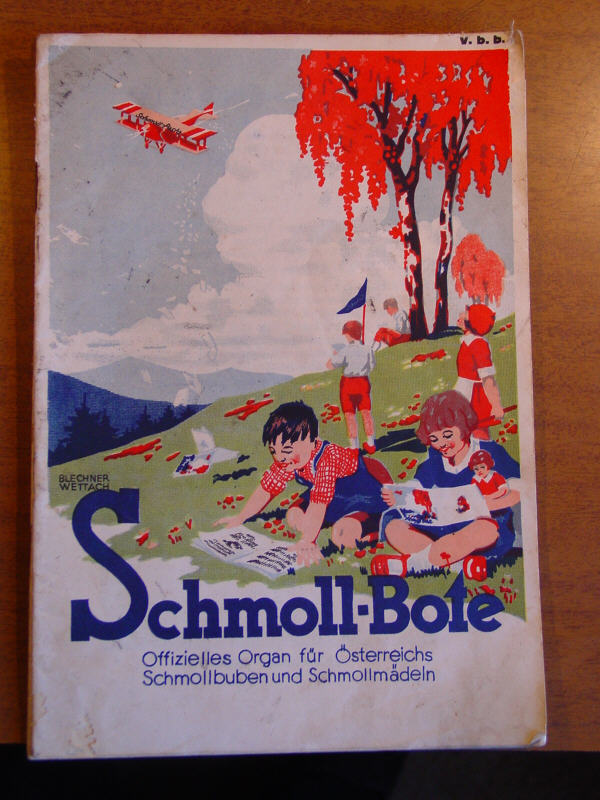 V. b. b.
BLECHNER
WETTACH
Schmoll-Bote
Offizielles Organ für Österreichs
Schmollbuben und Schmollmädeln